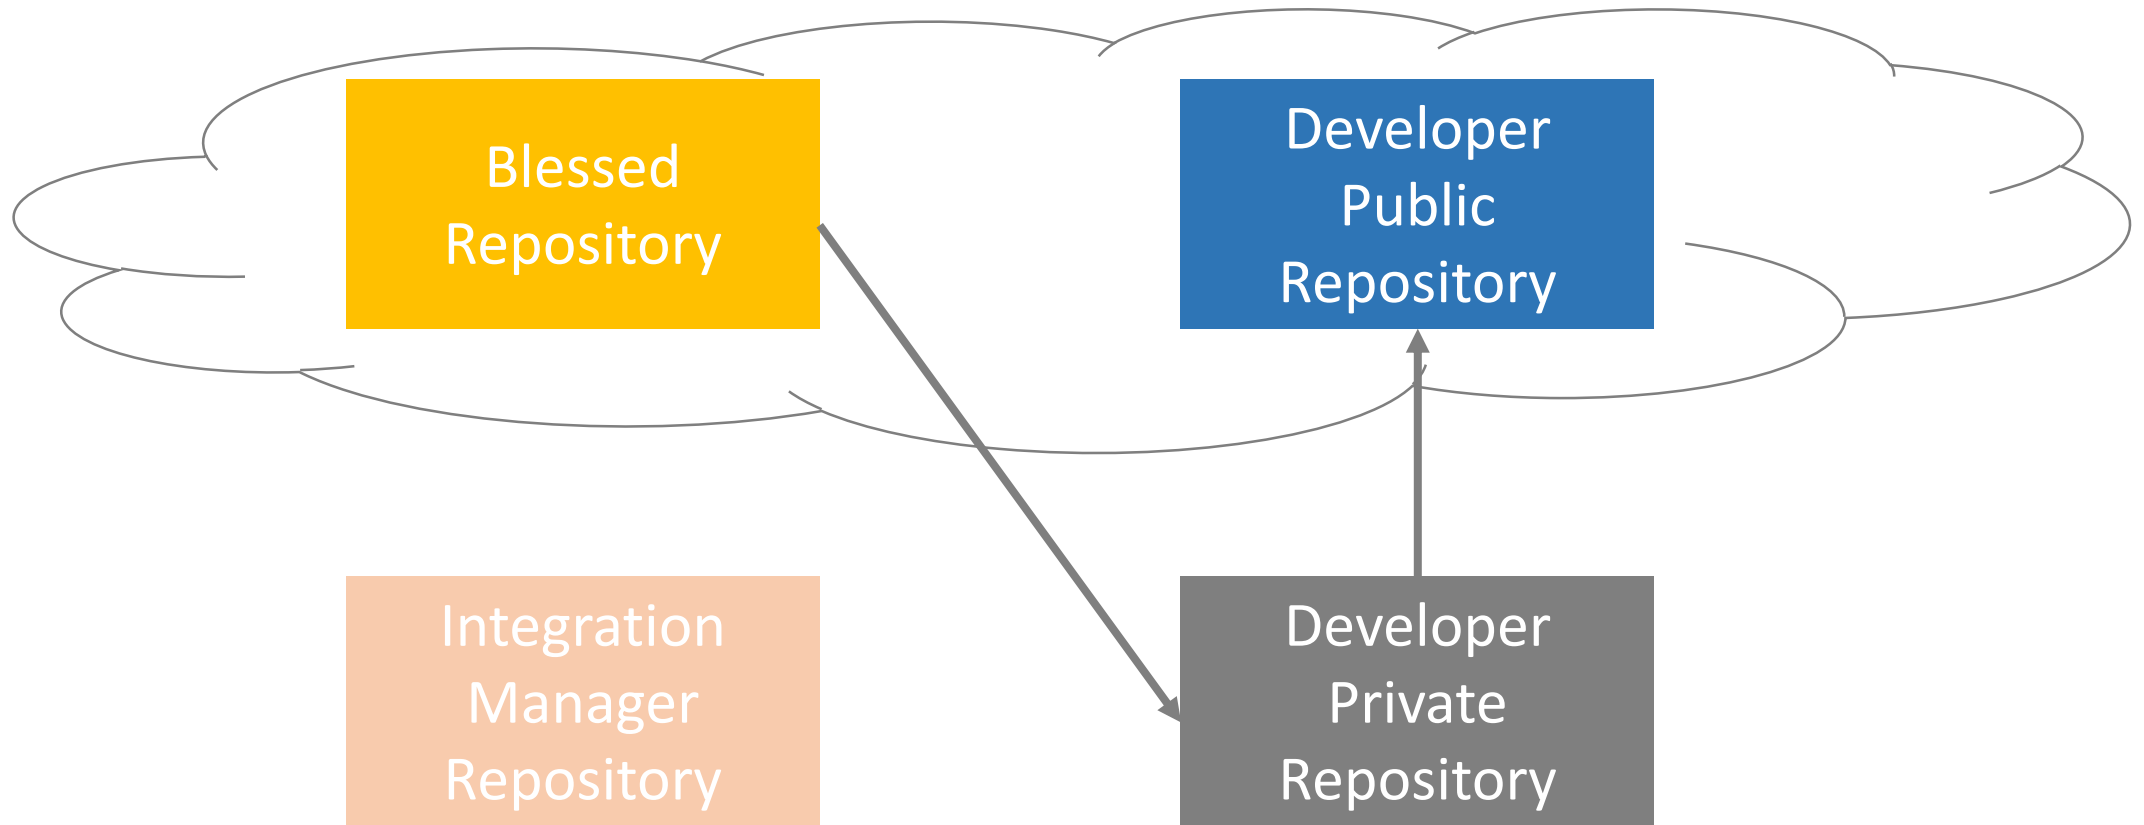 Blessed
Repository
Developer
Public
Repository
Integration
Manager
Repository
Developer
Private
Repository